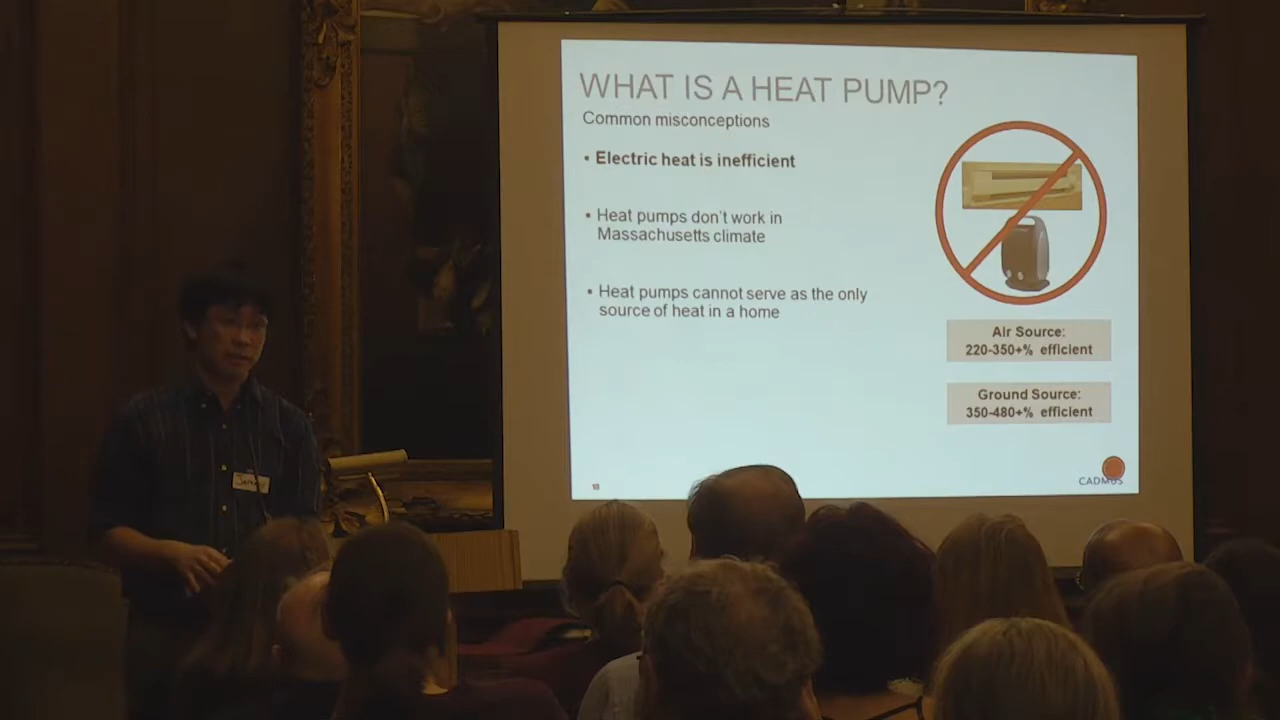 WHAT IS A HEAT PUMP?
Common misconceptions
• Electric heat is inefficient
• Heat pumps don't work in
Massachusetts climate
• Heat pumps cannot serve as the only
source of heat in a home
Air Source:
220-350+% efficient
Ground Source:
350-480+% efficient
CADMUS